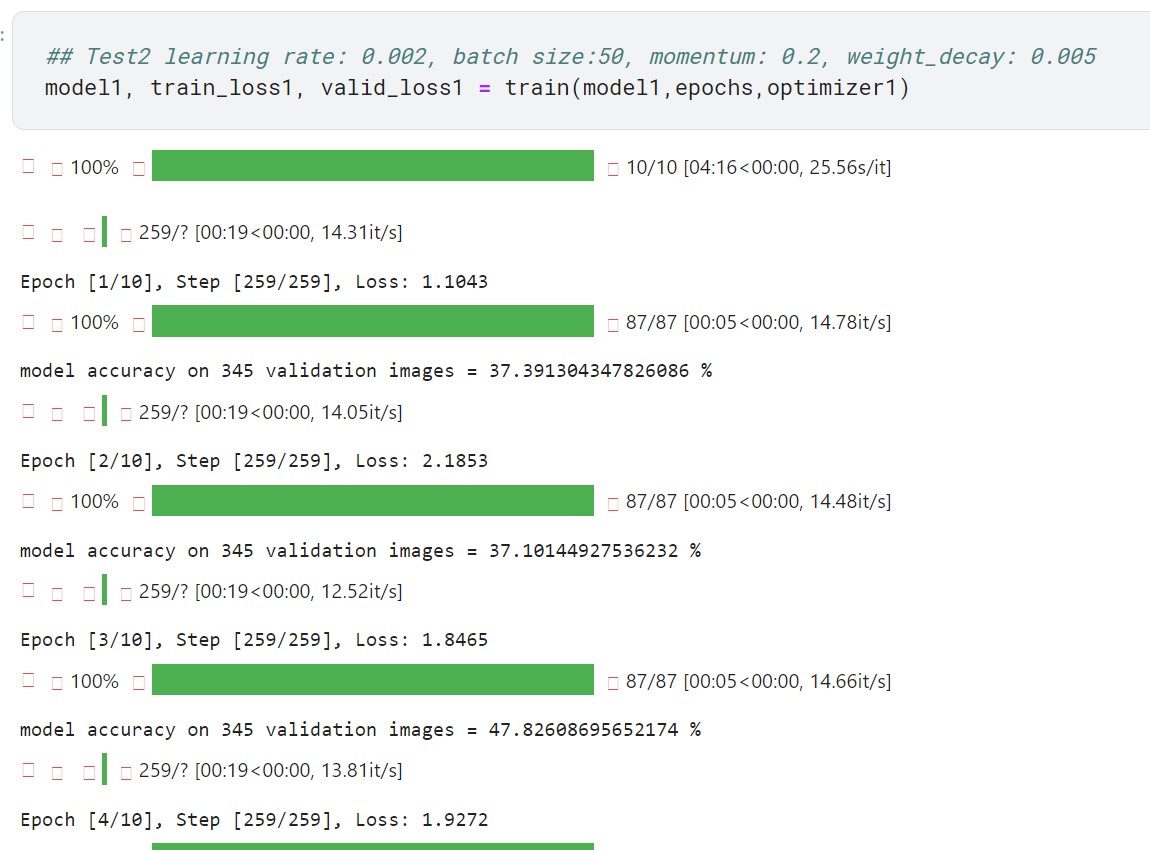 :
## Test2 learning rate: 0.002, batch size:50, momentum: 0.2, weight_decay: 0.005
model1, train_loss1, valid_loss1 = train(model1,epochs,optimizer1)
100% 10/10 [04:16<00:00, 25.56s/it]
259/? [00:19<00:00, 14.31it/s]
Epoch [1/10], Step [259/259], Loss: 1.1043
100% 87/87 [00:05<00:00, 14.78it/s]
model accuracy on 345 validation images = 37.391304347826086 %
259/? [00:19<00:00, 14.05it/s]
Epoch [2/10], Step [259/259], Loss: 2.1853
100% 87/87 [00:05<00:00, 14.48it/s]
model accuracy on 345 validation images = 37.10144927536232 %
259/? [00:19<00:00, 12.52it/s]
Epoch [3/10], Step [259/259], Loss: 1.8465
100% 87/87 [00:05<00:00, 14.66it/s]
model accuracy on 345 validation images = 47.82608695652174 %
259/? [00:19<00:00, 13.81it/s]
Epoch [4/10], Step [259/259], Loss: 1.9272